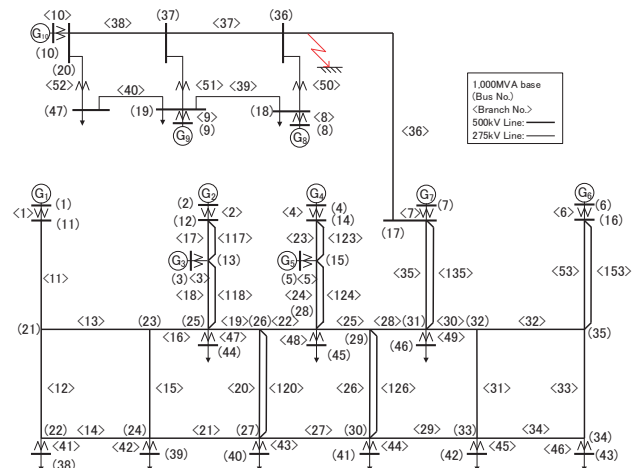 <10> <38> (37) <37> (36)
G10
(10)
(20)
<52> <51> <50>
<40> <39>
(47) (19) <9> (18) <8>
G9 (9) G8 (8)
<36>
1,000MVA base
(Bus No.)
<Branch No.>
500kV Line:
275kV Line:
G1 G2 G4 G7 G6
(1) (2) (4) (7) (6)
<1> <2> <4> <7> <6>
(11) (12) (14) (17) (16)
<17> <117> <23> <123>
G3 (13) G5 (15)
(3) <3> (5) <5>
<11> <18> <118> <24> <124> <35> <135> <53> <153>
(28)
(21) <13> (23) (25) <19> (26) <22> <25> <28> (31) <30> (32) <32> (35)
<16> <47> <48> (29) <49>
(44) (45) (46)
<12> <15> <20> <120> <26> <126> <31> <33>
(22) <14> (24) <21> (27) <27> (30) <29> (33) <34> (34)
<41> <42> <43> <44> <45> <46>
(38) (39) (40) (41) (42) (43)